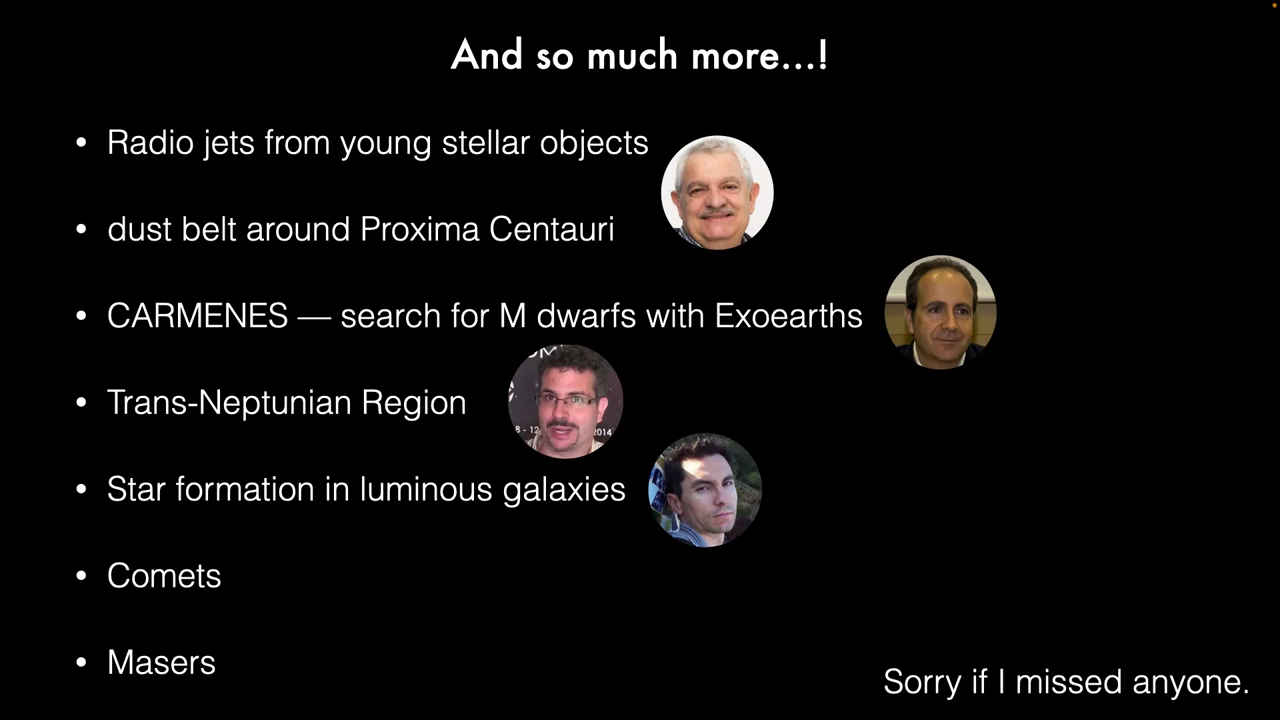 And so much more...!
• Radio jets from young stellar objects
• dust belt around Proxima Centauri
• CARMENES — search for M dwarfs with Exoearths
• Trans-Neptunian Region
• Star formation in luminous galaxies
• Comets
• Masers
Sorry if I missed anyone.
2014